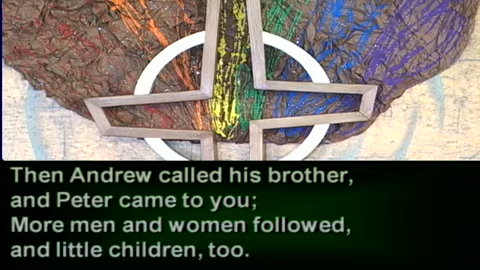 Then Andrew called his brother,
and Peter came to you;
More men and women followed,
and little children, too.